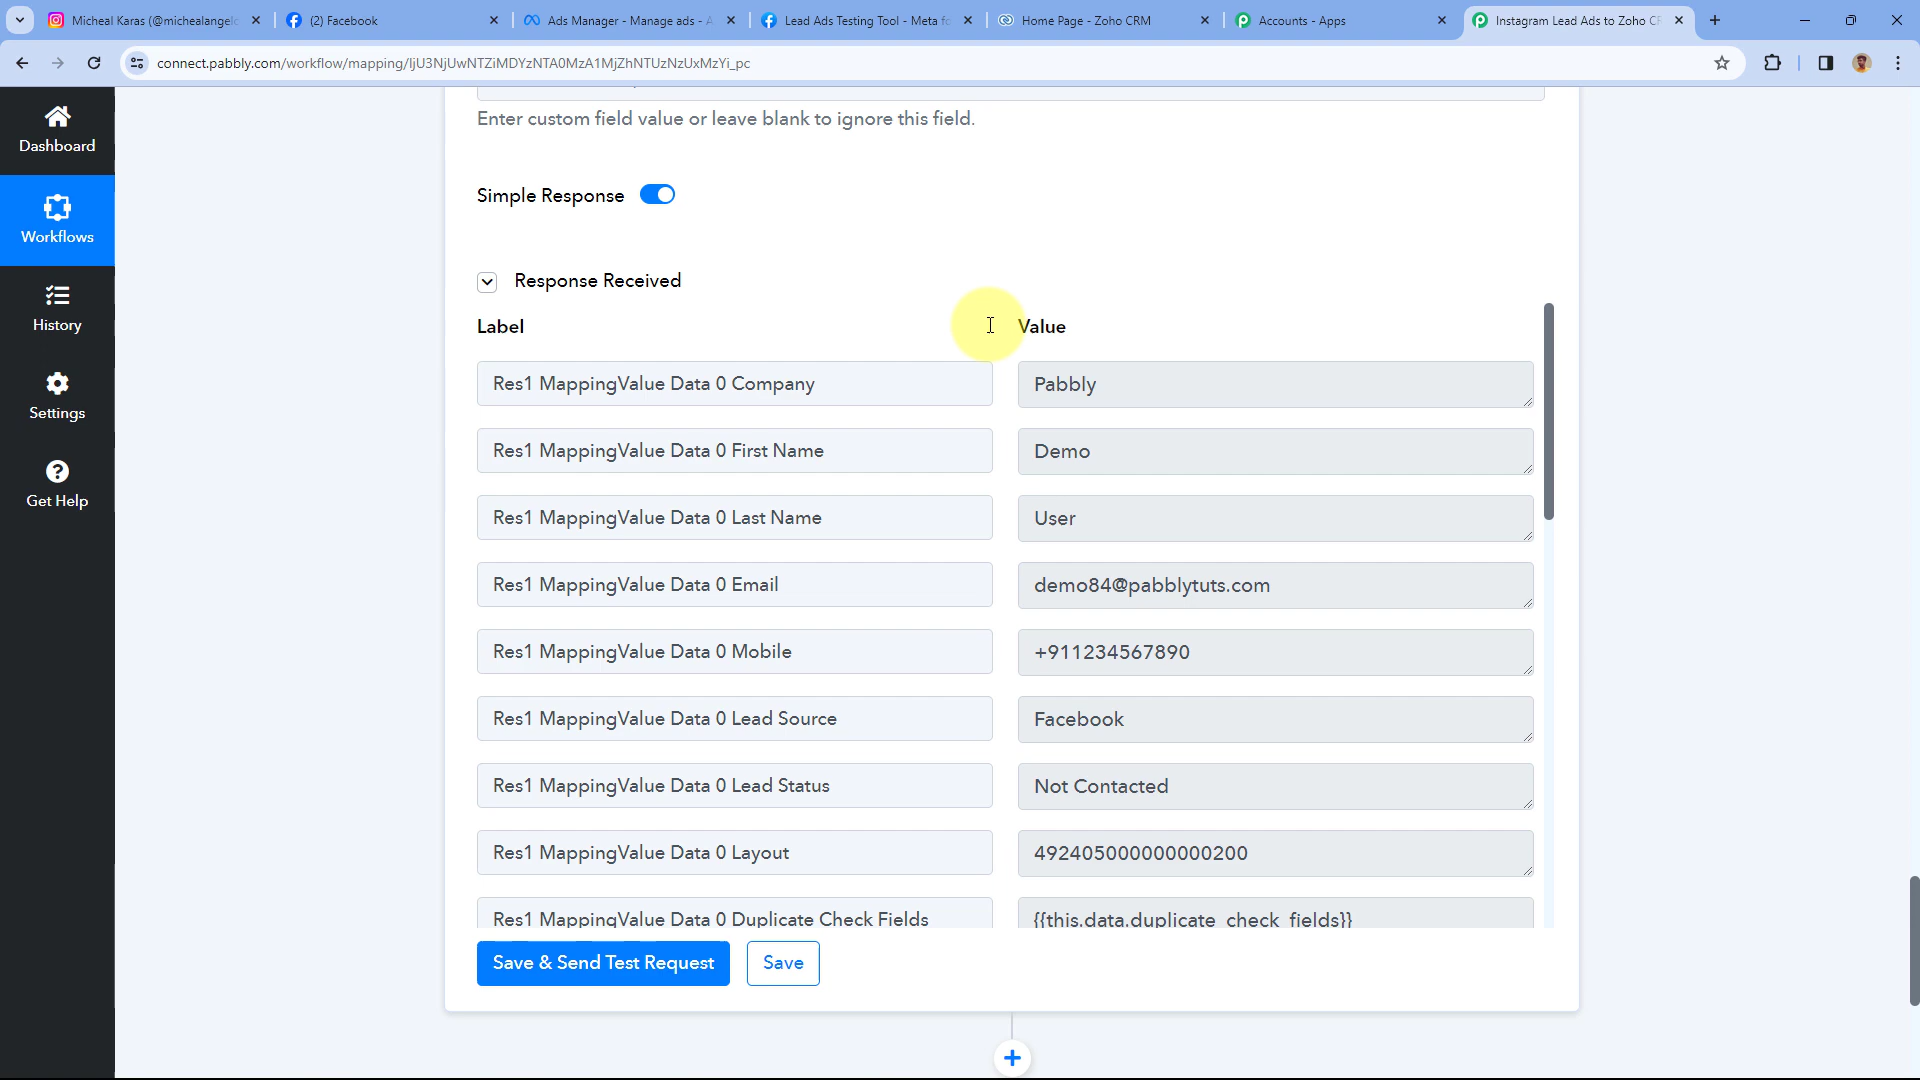 Micheal Karas (@michealangelo
(2) Facebook
Ads Manager - Manage ads - A
Lead Ads Testing Tool - Meta fo
Home Page - Zoho CRM
Accounts - Apps
Instagram Lead Ads to Zoho CR
connect.pabbly.com/workflow/mapping/IjU3NjUwNTZiMDYzNTA0MzA1MjZhNTUzNzUxMzYi_pc
Dashboard
Workflows
History
Settings
Get Help
Enter custom field value or leave blank to ignore this field.
Simple Response
Response Received
Label Value
Res1 MappingValue Data 0 Company Pabbly
Res1 MappingValue Data 0 First Name Demo
Res1 MappingValue Data 0 Last Name User
Res1 MappingValue Data 0 Email demo84@pabblytuts.com
Res1 MappingValue Data 0 Mobile +911234567890
Res1 MappingValue Data 0 Lead Source Facebook
Res1 MappingValue Data 0 Lead Status Not Contacted
Res1 MappingValue Data 0 Layout 492405000000000200
Res1 MappingValue Data 0 Duplicate Check Fields {{this.data.duplicate_check_fields}}
Save & Send Test Request Save